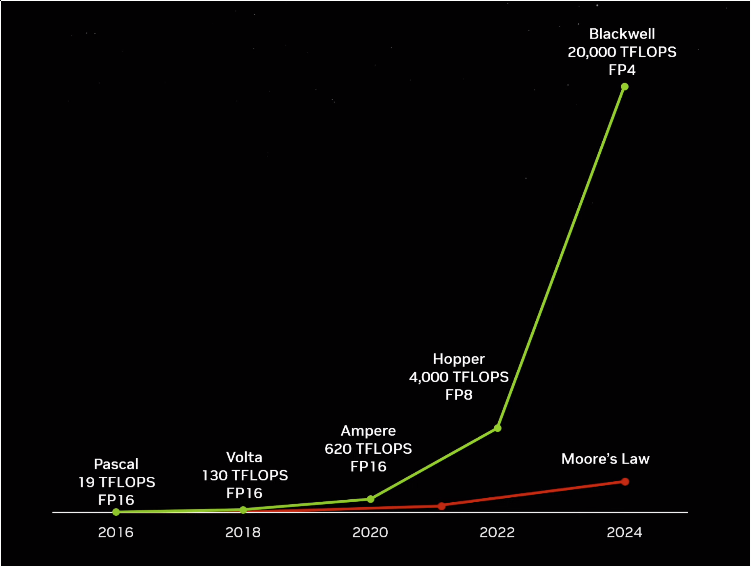 Blackwell
20,000 TFLOPS
FP4
Hopper
4,000 TFLOPS
FP8
Ampere
620 TFLOPS
FP16
Volta
130 TFLOPS
FP16
Pascal
19 TFLOPS
FP16
Moore's Law
2016 2018 2020 2022 2024